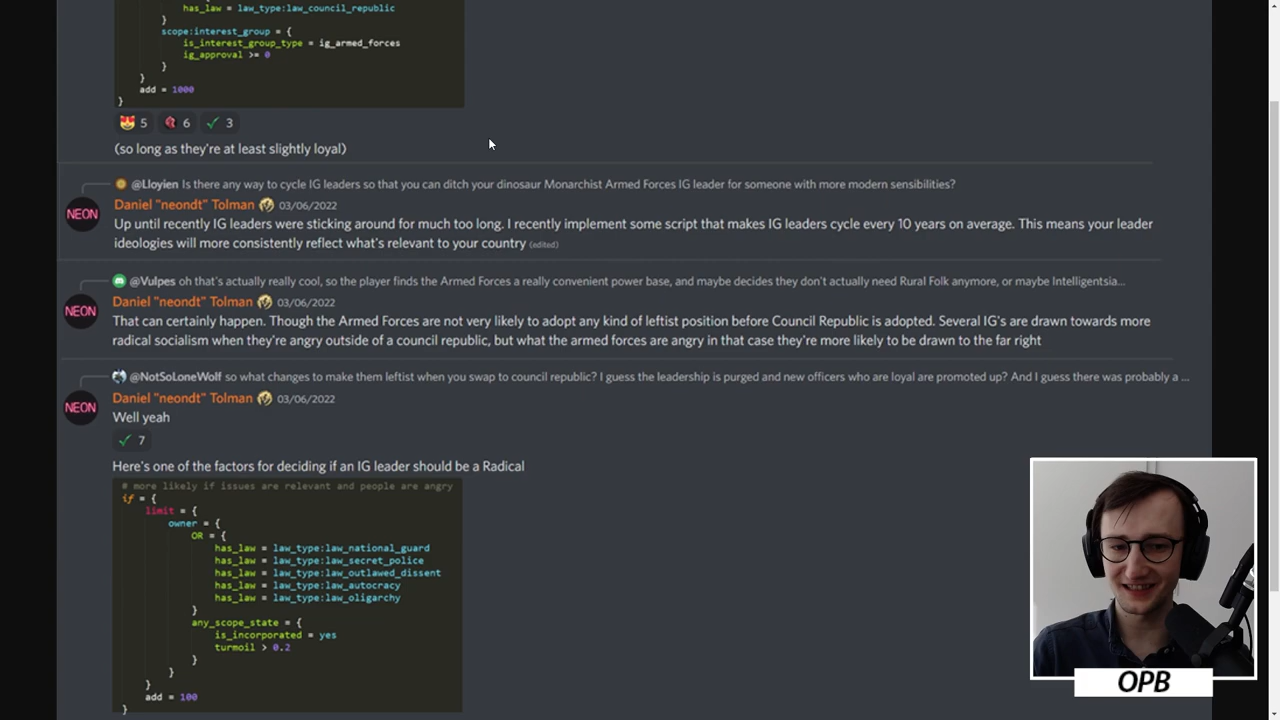 has_law = law_type:law_council_republic
}
scope:interest_group = {
is_interest_group_type = ig_armed_forces
ig_approval >= 0
}
}
add = 1000
}
5 6 3
(so long as they're at least slightly loyal)
@Lloyien Is there any way to cycle IG leaders so that you can ditch your dinosaur Monarchist Armed Forces IG leader for someone with more modern sensibilities?
NEON
Daniel "neondt" Tolman 03/06/2022
Up until recently IG leaders were sticking around for much too long. I recently implement some script that makes IG leaders cycle every 10 years on average. This means your leader
ideologies will more consistently reflect what's relevant to your country (edited)
@Vulpes oh that's actually really cool, so the player finds the Armed Forces a really convenient power base, and maybe decides they don't actually need Rural Folk anymore, or maybe Intelligentsia...
NEON
Daniel "neondt" Tolman 03/06/2022
That can certainly happen. Though the Armed Forces are not very likely to adopt any kind of leftist position before Council Republic is adopted. Several IG's are drawn towards more
radical socialism when they're angry outside of a council republic, but what the armed forces are angry in that case they're more likely to be drawn to the far right
@NotSoLoneWolf so what changes to make them leftist when you swap to council republic? I guess the leadership is purged and new officers who are loyal are promoted up? And I guess there was probably a ...
NEON
Daniel "neondt" Tolman 03/06/2022
Well yeah
7
Here's one of the factors for deciding if an IG leader should be a Radical
# more likely if issues are relevant and people are angry
if = {
limit = {
owner = {
OR = {
has_law = law_type:law_national_guard
has_law = law_type:law_secret_police
has_law = law_type:law_outlawed_dissent
has_law = law_type:law_autocracy
has_law = law_type:law_oligarchy
}
any_scope_state = {
is_incorporated = yes
turmoil > 0.2
}
}
}
add = 100
}
OPB